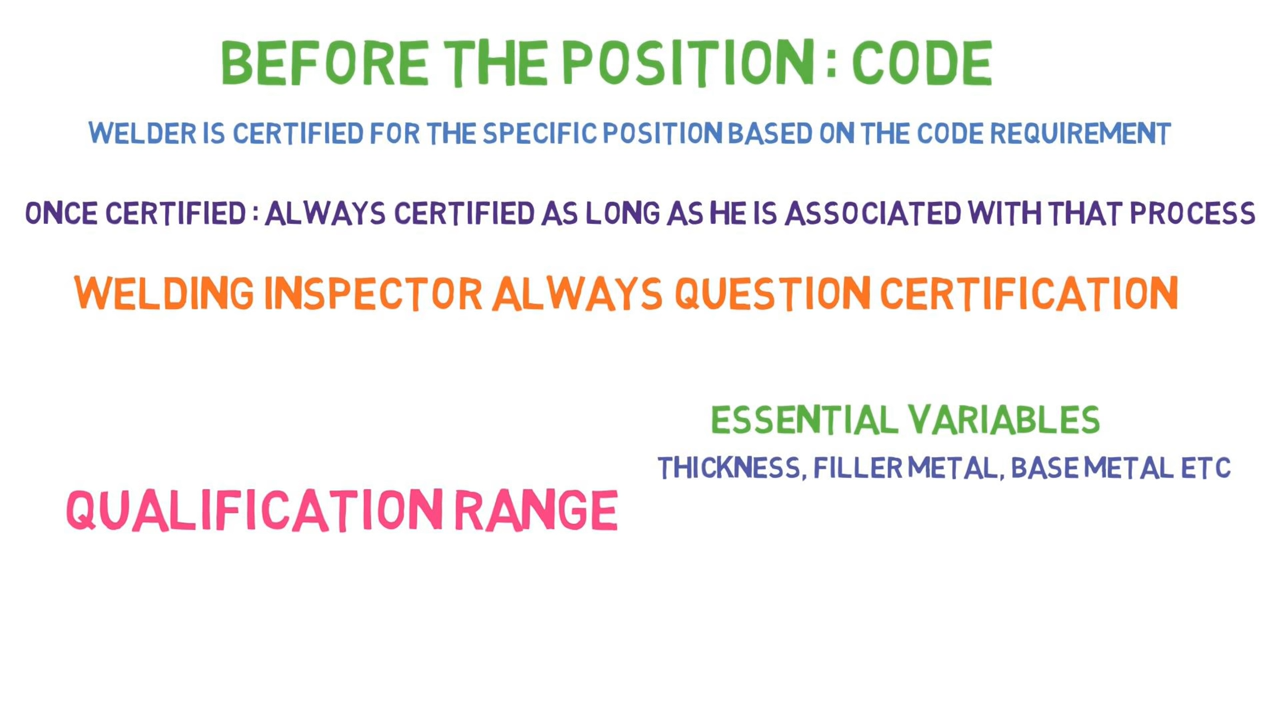 BEFORE THE POSITION : CODE
WELDER IS CERTIFIED FOR THE SPECIFIC POSITION BASED ON THE CODE REQUIREMENT
ONCE CERTIFIED : ALWAYS CERTIFIED AS LONG AS HE IS ASSOCIATED WITH THAT PROCESS
WELDING INSPECTOR ALWAYS QUESTION CERTIFICATION
ESSENTIAL VARIABLES
THICKNESS, FILLER METAL, BASE METAL ETC
QUALIFICATION RANGE